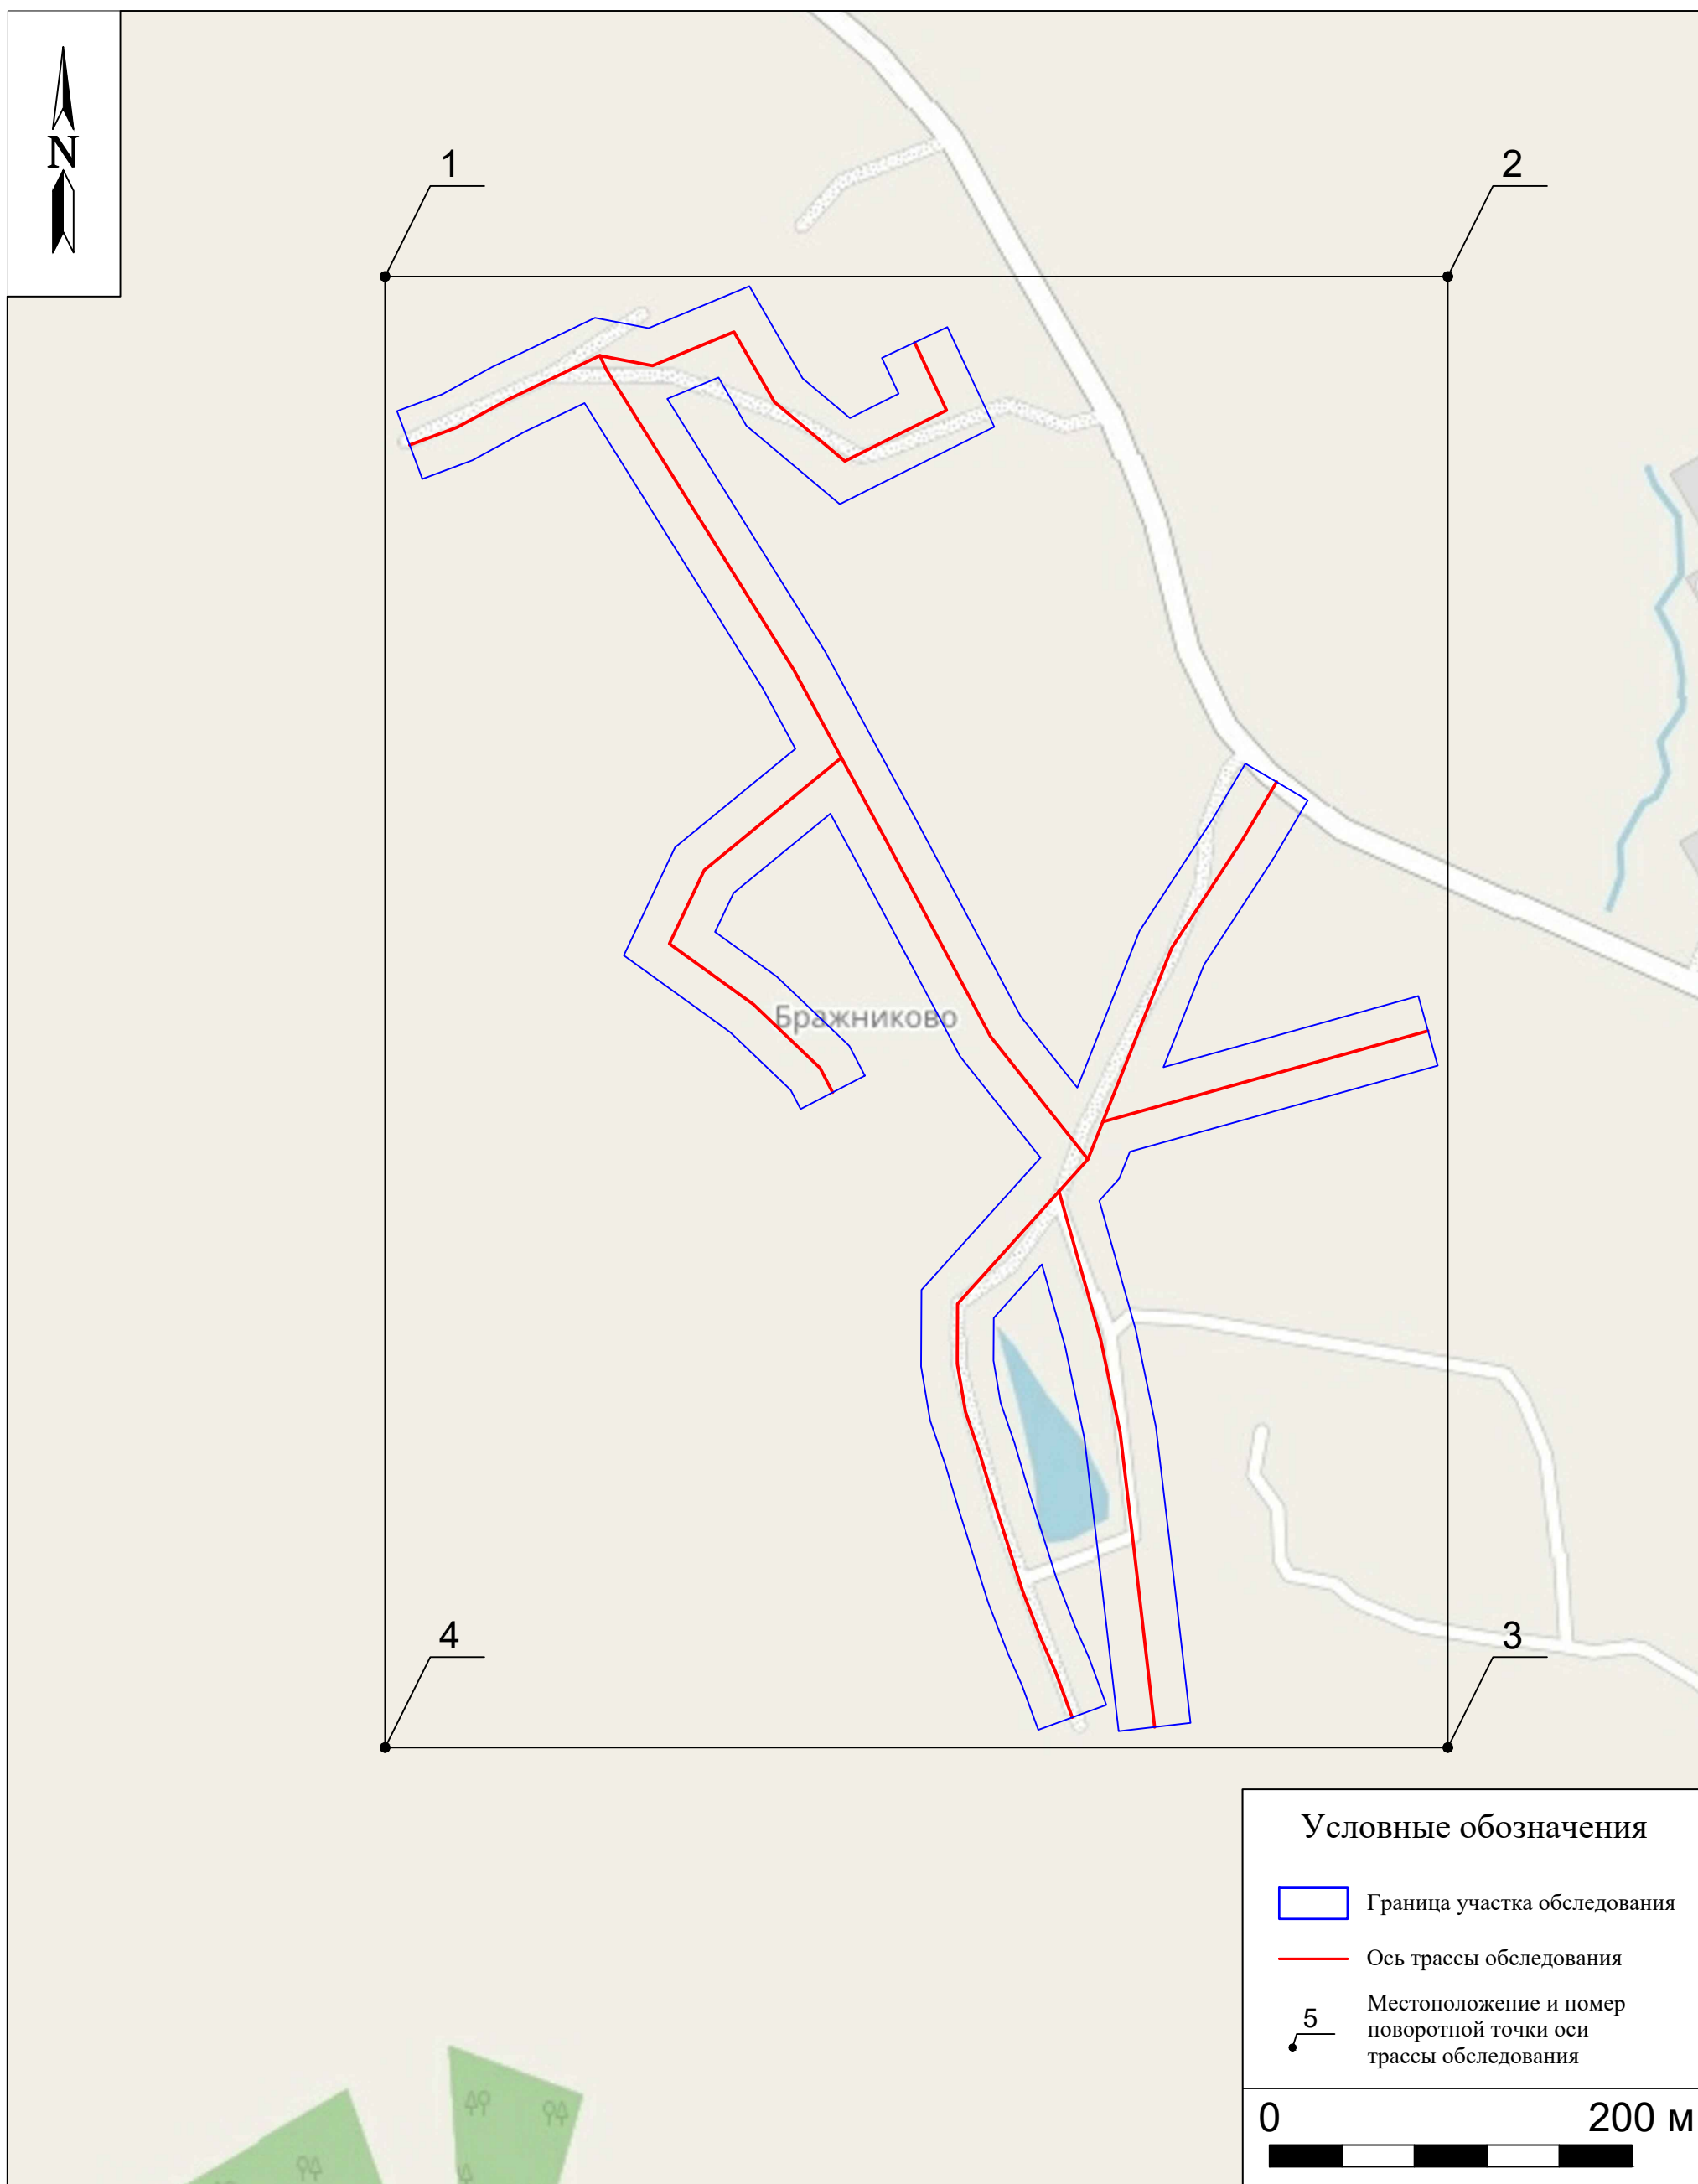 N
1
2
Бражниково
4
3
Условные обозначения
Граница участка обследования
Ось трассы обследования
5
Местоположение и номер
поворотной точки оси
трассы обследования
0
200 м